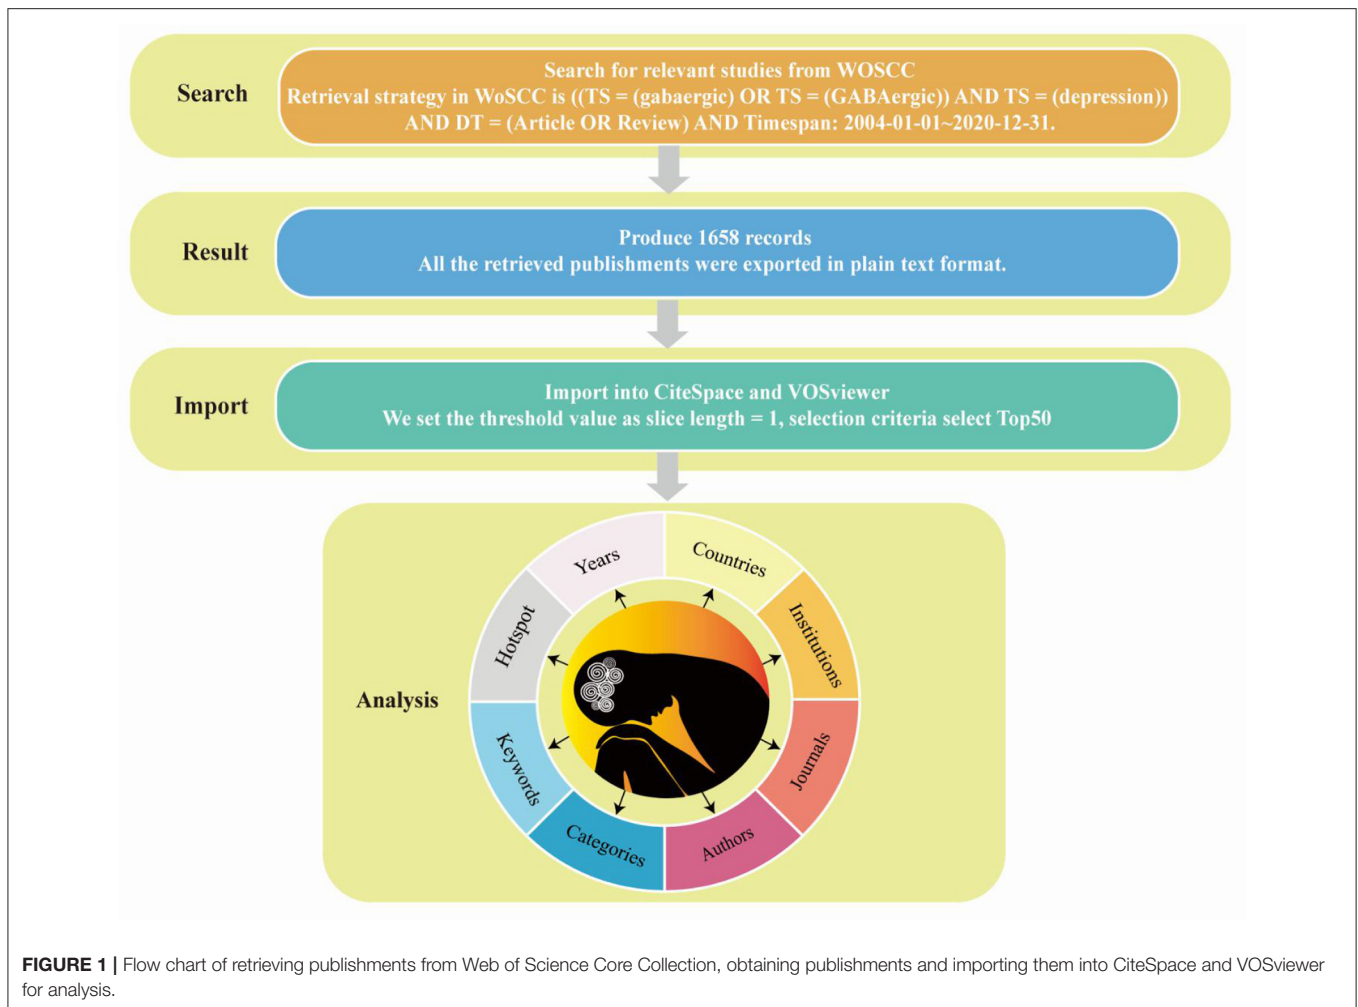 Search
Search for relevant studies from WOSCC
Retrieval strategy in WoSCC is ((TS = (gabaergic) OR TS = (GABAergic)) AND TS = (depression))
AND DT = (Article OR Review) AND Timespan: 2004-01-01~2020-12-31.
Result
Produce 1658 records
All the retrieved publishments were exported in plain text format.
Import
Import into CiteSpace and VOSviewer
We set the threshold value as slice length = 1, selection criteria select Top50
Analysis
Years
Countries
Institutions
Journals
Authors
Categories
Keywords
Hotspot
FIGURE 1 | Flow chart of retrieving publishments from Web of Science Core Collection, obtaining publishments and importing them into CiteSpace and VOSviewer
for analysis.